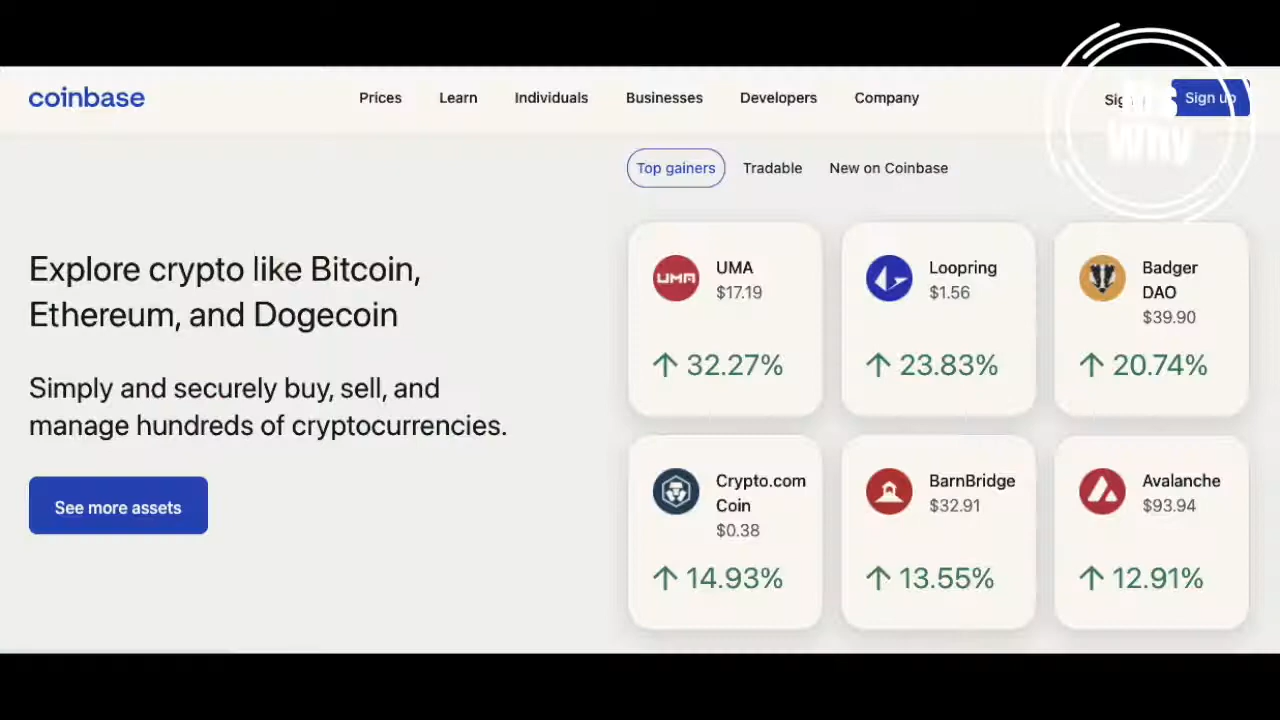 coinbase
Prices
Learn
Individuals
Businesses
Developers
Company
Sign up
Why
Top gainers
Tradable
New on Coinbase
Explore crypto like Bitcoin,
Ethereum, and Dogecoin
Simply and securely buy, sell, and
manage hundreds of cryptocurrencies.
See more assets
UMA
UMA
$17.19
↑ 32.27%
Loopring
$1.56
↑ 23.83%
Badger
DAO
$39.90
↑ 20.74%
Crypto.com
Coin
$0.38
↑ 14.93%
BarnBridge
$32.91
↑ 13.55%
Avalanche
$93.94
↑ 12.91%